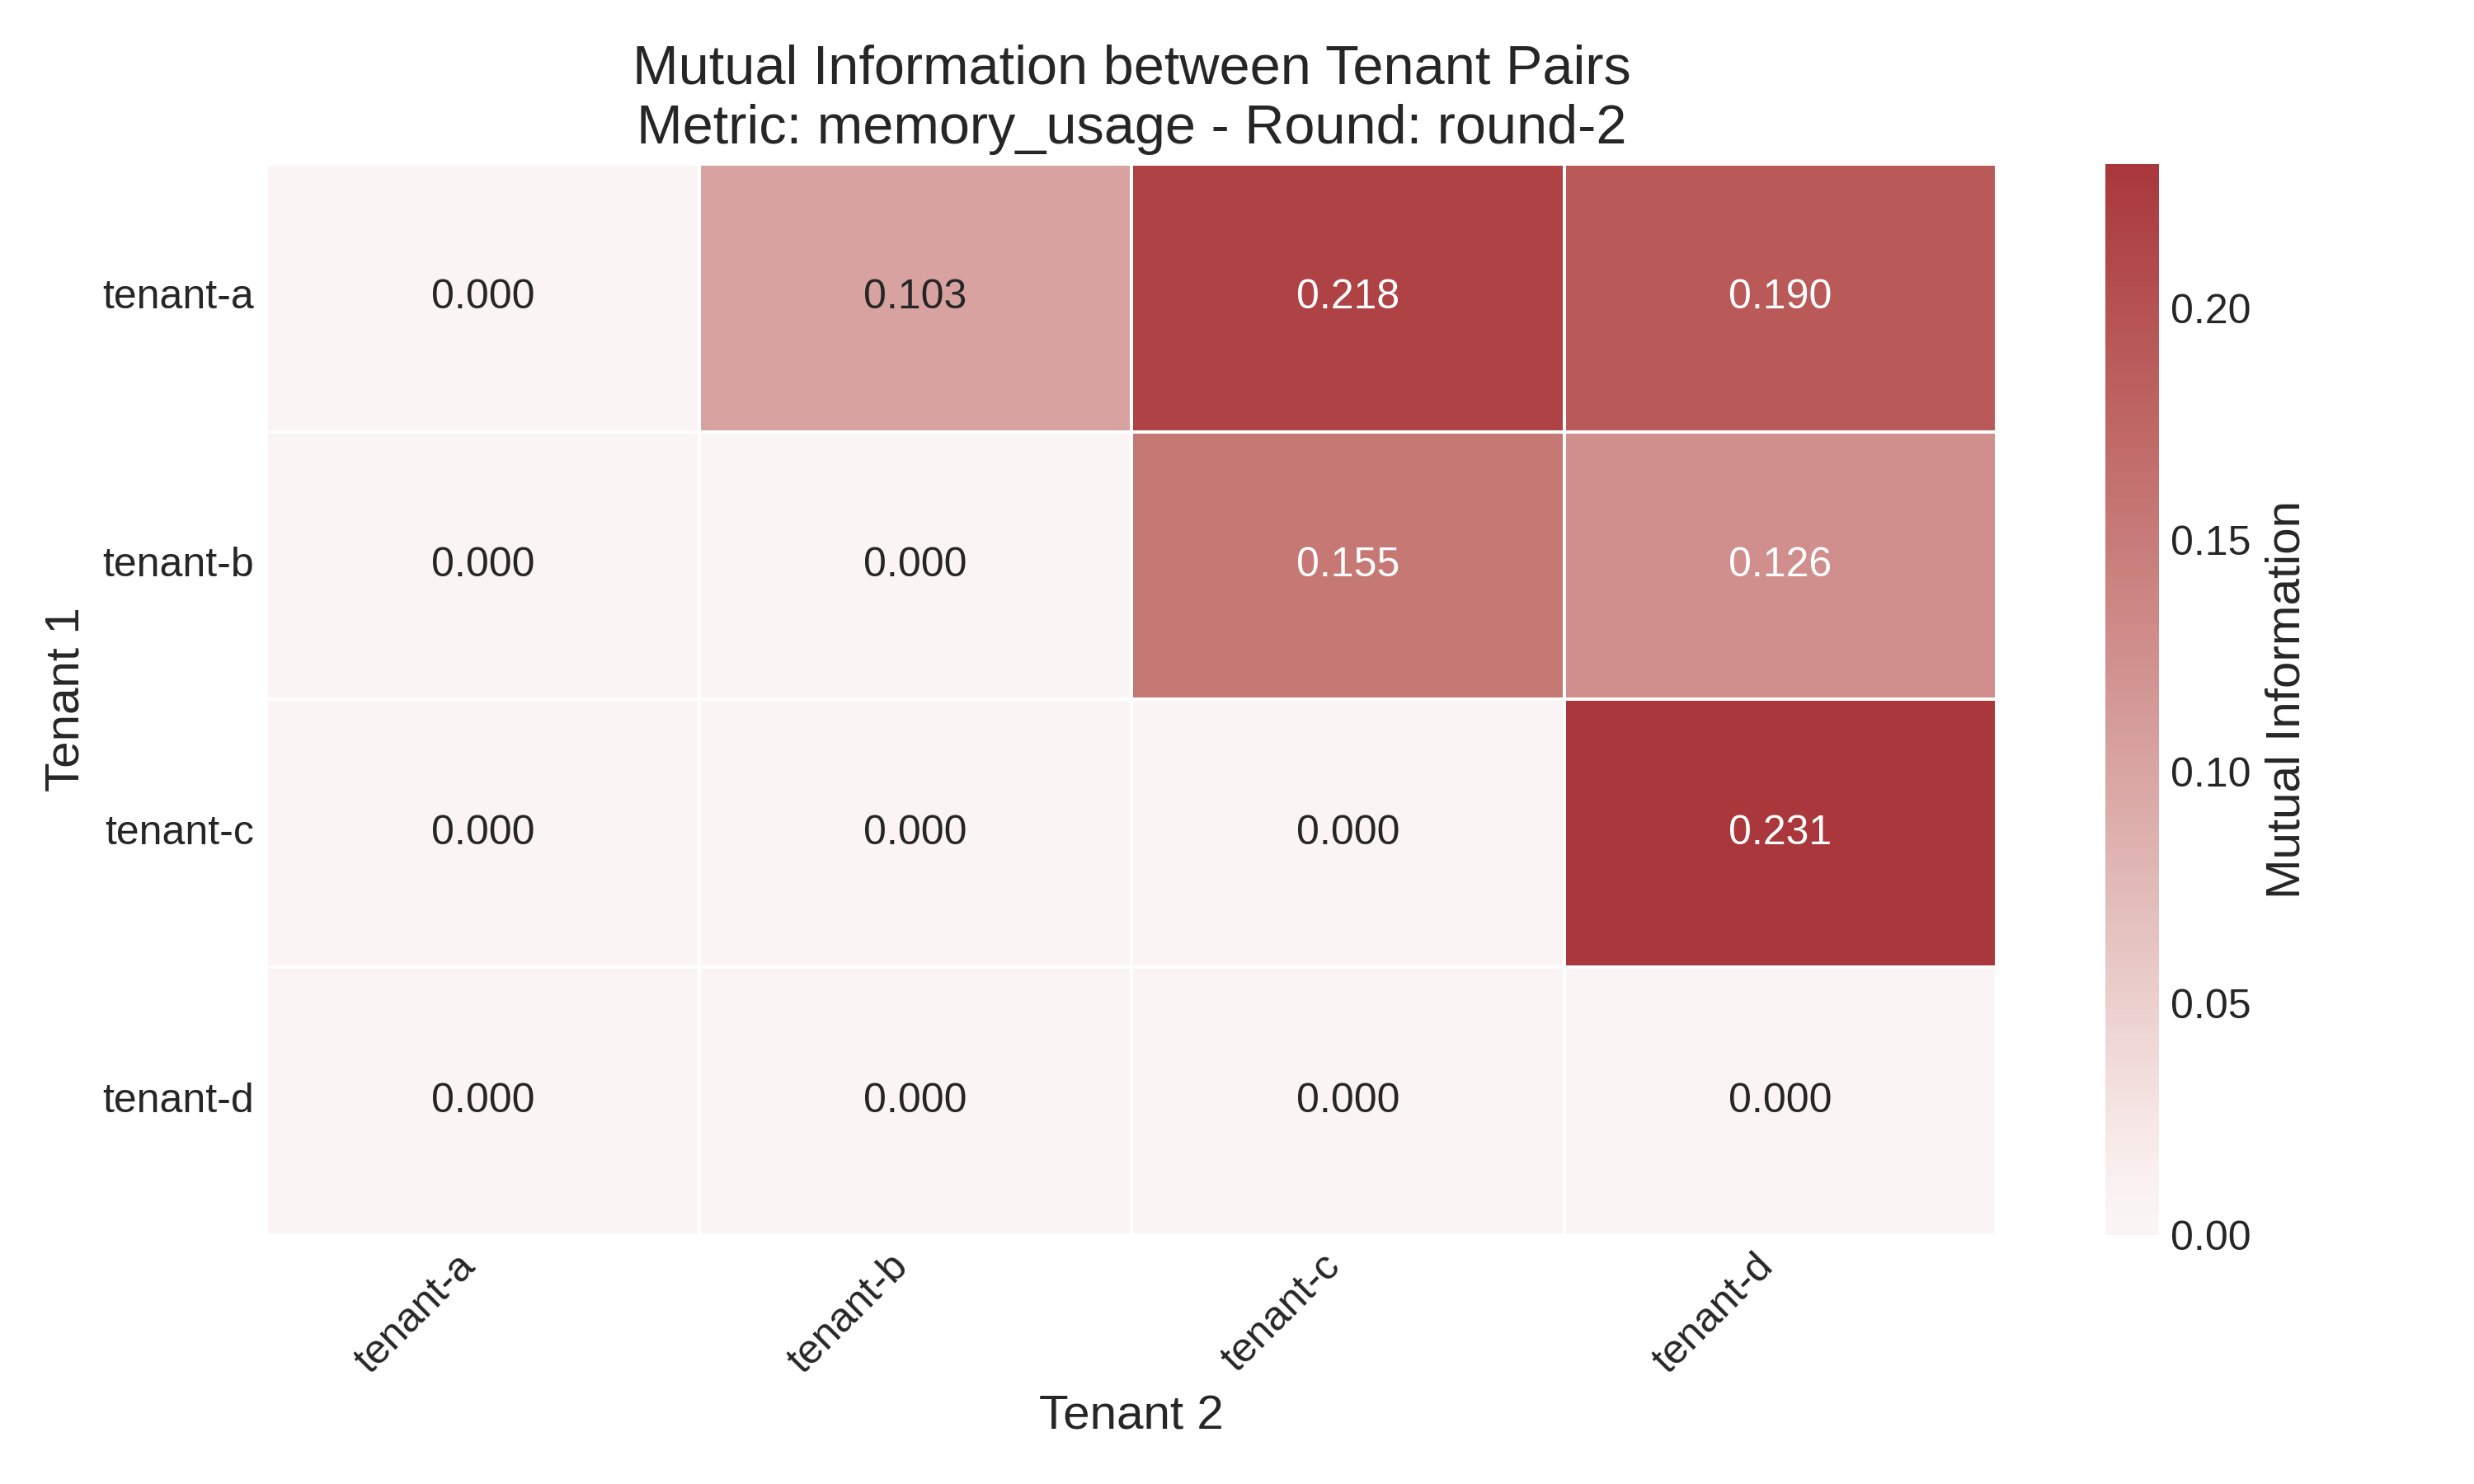 Mutual Information between Tenant Pairs
Metric: memory_usage - Round: round-2
Tenant 1
tenant-a 0.000 0.103 0.218 0.190
tenant-b 0.000 0.000 0.155 0.126
tenant-c 0.000 0.000 0.000 0.231
tenant-d 0.000 0.000 0.000 0.000
tenant-a tenant-b tenant-c tenant-d
Tenant 2
0.20
0.15
0.10
0.05
0.00
Mutual Information